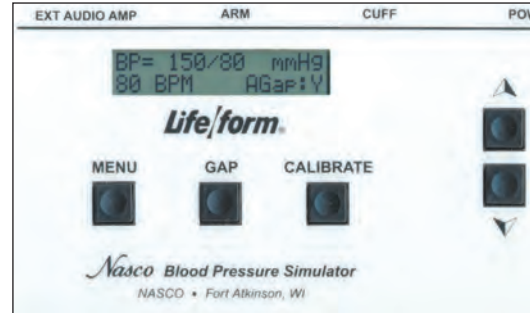 EXT AUDIO AMP ARM CUFF
BP= 150/80 mmHg
80 BPM AGap:Y
Life/form®
MENU GAP CALIBRATE
Nasco Blood Pressure Simulator
NASCO • Fort Atkinson, WI